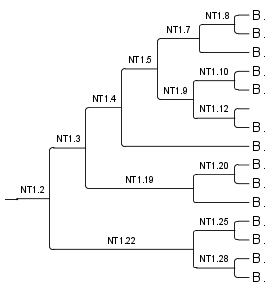 NT1.8 B.
NT1.7 B.
B.
NT1.5
NT1.10 B.
NT1.9 B.
NT1.4
NT1.12
B.
NT1.3
B.
NT1.20 B.
NT1.19 B.
NT1.2
B.
NT1.25 B.
NT1.22 B.
NT1.28 B.
B.